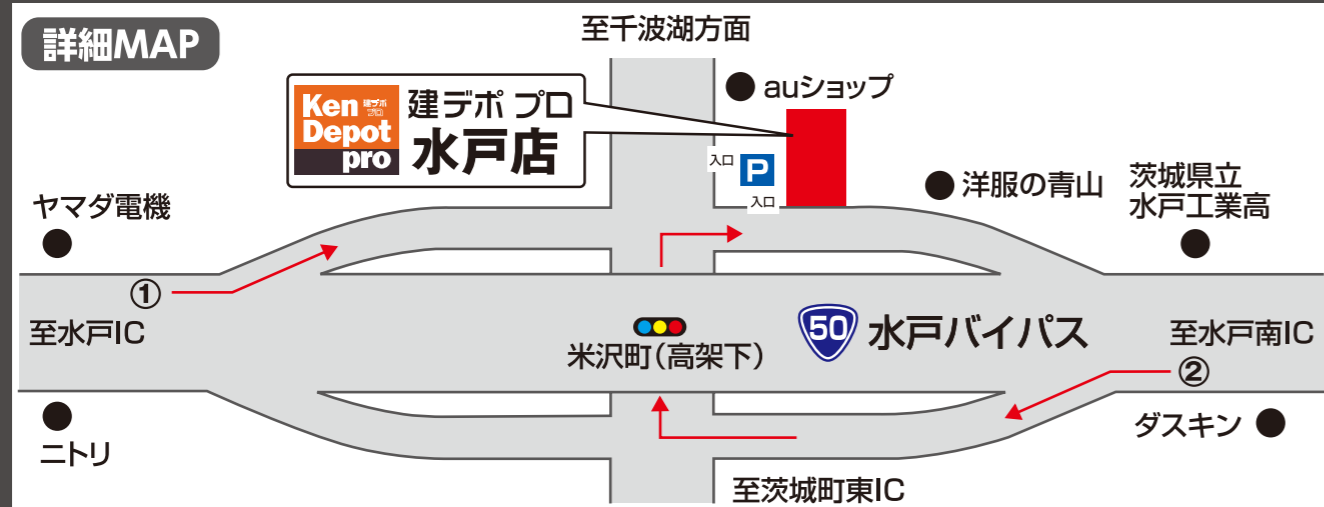 詳細MAP
至千波湖方面
auショップ
Ken 建デポ プロ
Depot
pro
建デポ プロ
水戸店
入口
P
入口
洋服の青山
茨城県立
水戸工業高
ヤマダ電機
①
至水戸IC
50 水戸バイパス
米沢町(高架下)
至水戸南IC
②
ニトリ
ダスキン
至茨城町東IC